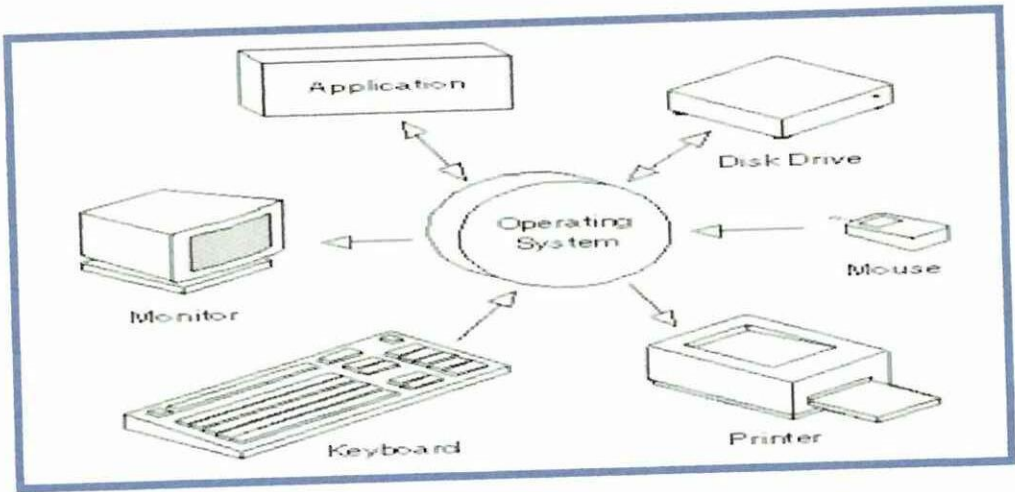 Application
Disk Drive
Operating
System
Mouse
Monitor
Keyboard
Printer